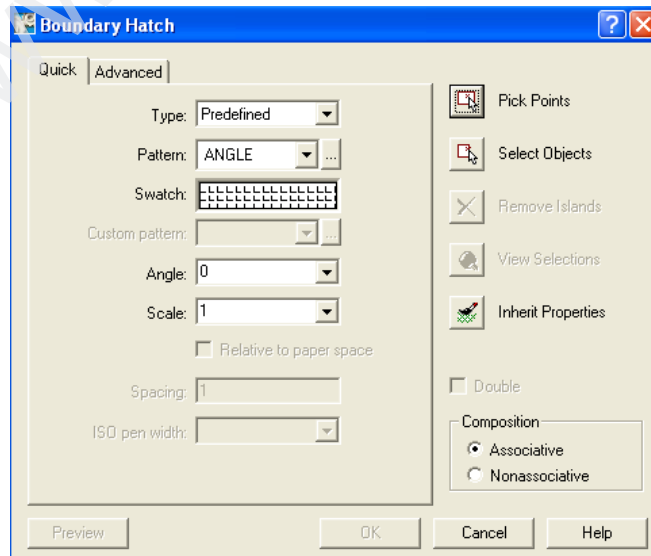 Boundary Hatch
Quick Advanced
Type: Predefined
Pattern: ANGLE ...
Swatch:
Custom pattern: ...
Angle: 0
Scale: 1
Relative to paper space
Spacing: 1
ISO pen width:
Pick Points
Select Objects
Remove Islands
View Selections
Inherit Properties
Double
Composition
Associative
Nonassociative
Preview OK Cancel Help